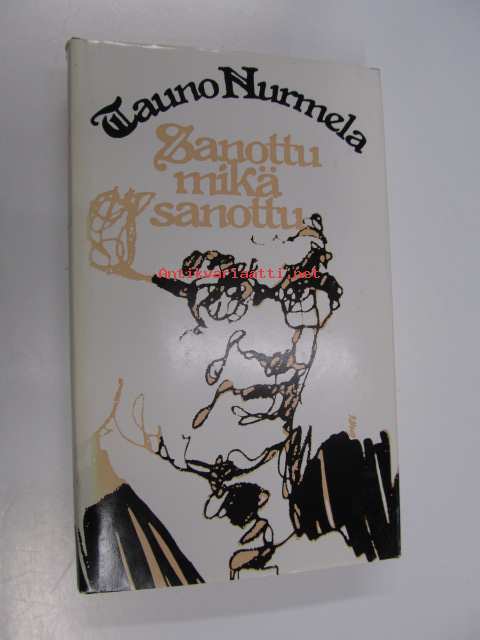 Tauno Nurmela
Sanottu
mikä
sanottu
Antikvariaatti.net